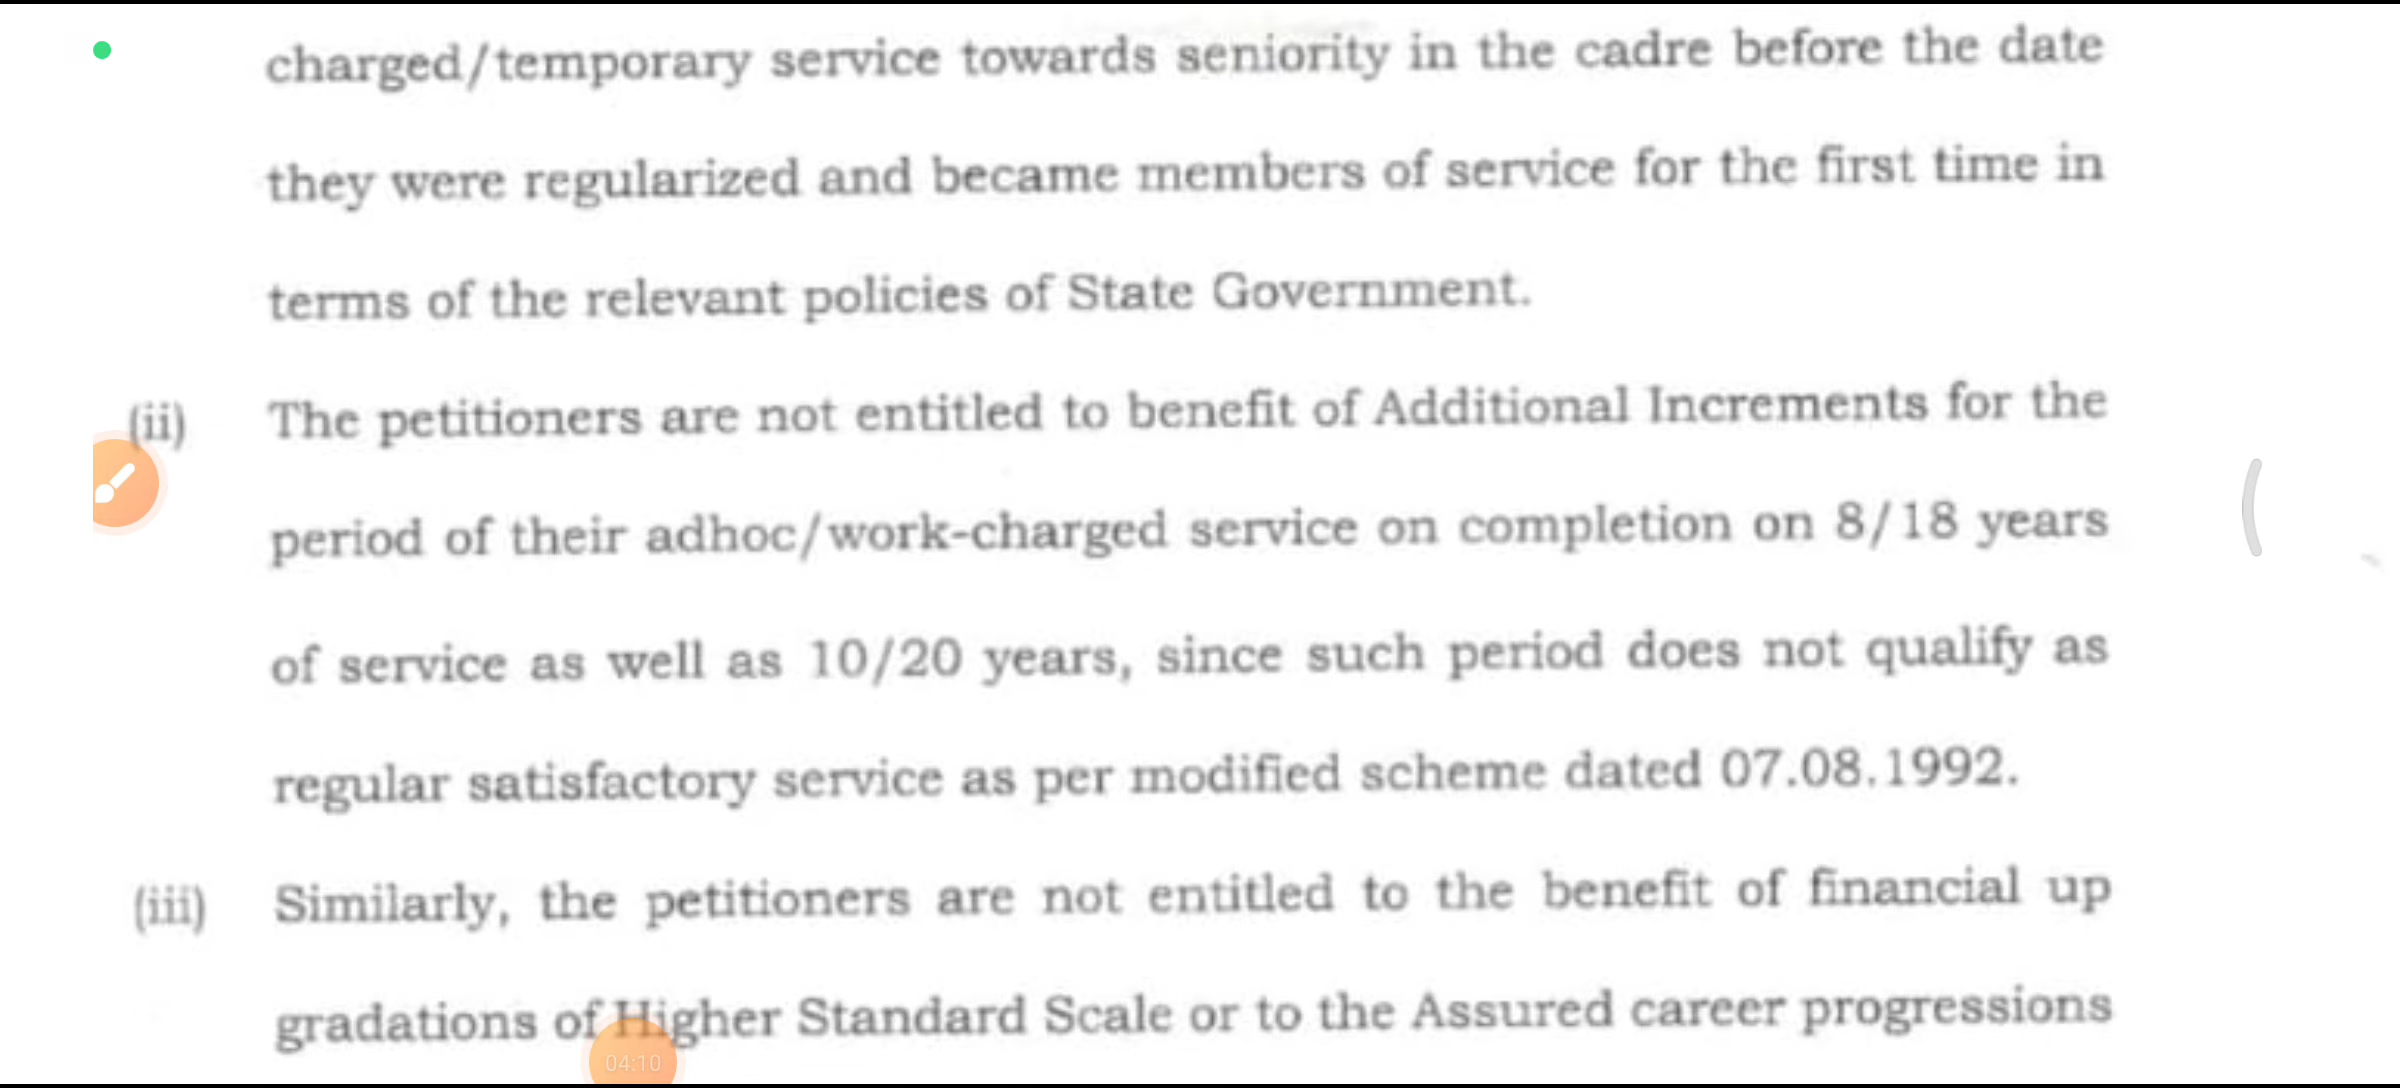 charged/temporary service towards seniority in the cadre before the date
they were regularized and became members of service for the first time in
terms of the relevant policies of State Government.
(ii) The petitioners are not entitled to benefit of Additional Increments for the
period of their adhoc/work-charged service on completion on 8/18 years
of service as well as 10/20 years, since such period does not qualify as
regular satisfactory service as per modified scheme dated 07.08.1992.
(iii) Similarly, the petitioners are not entitled to the benefit of financial up
gradations of Higher Standard Scale or to the Assured career progressions
04:10